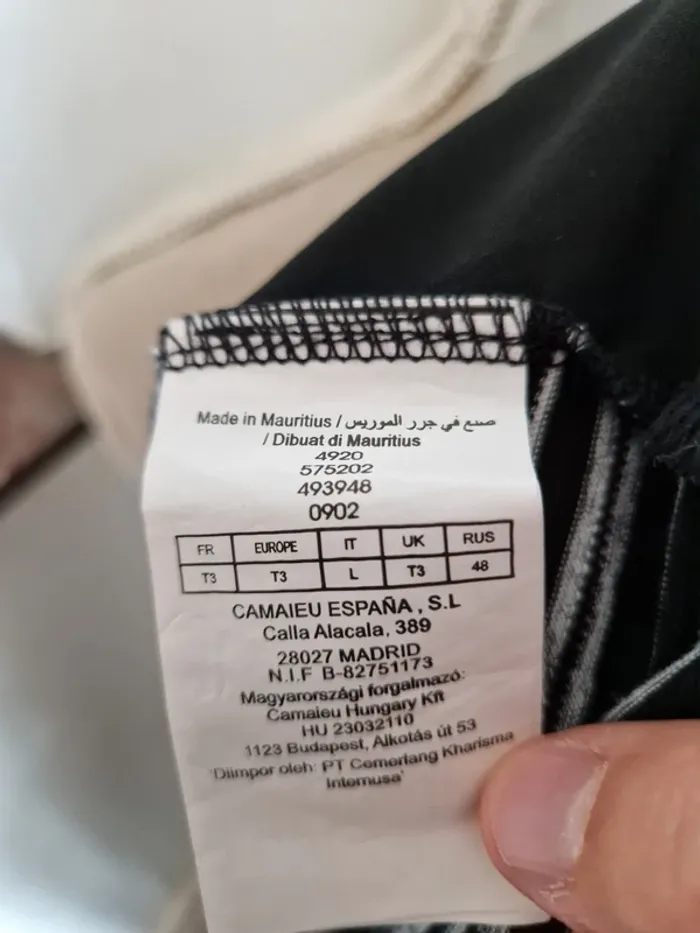 Made in Mauritius / صنع في جزر الموريس
/ Dibuat di Mauritius
4920
575202
493948
0902
FR EUROPE IT UK RUS
T3 T3 L T3 48
CAMAIEU ESPAÑA , S.L
Calla Alacala, 389
28027 MADRID
N.I.F B-82751173
Magyarországi forgalmazó:
Camaieu Hungary Kft
HU 23032110
1123 Budapest, Alkotás út 53
'Diimpor oleh: PT Cemerlang Kharisma
Internusa'